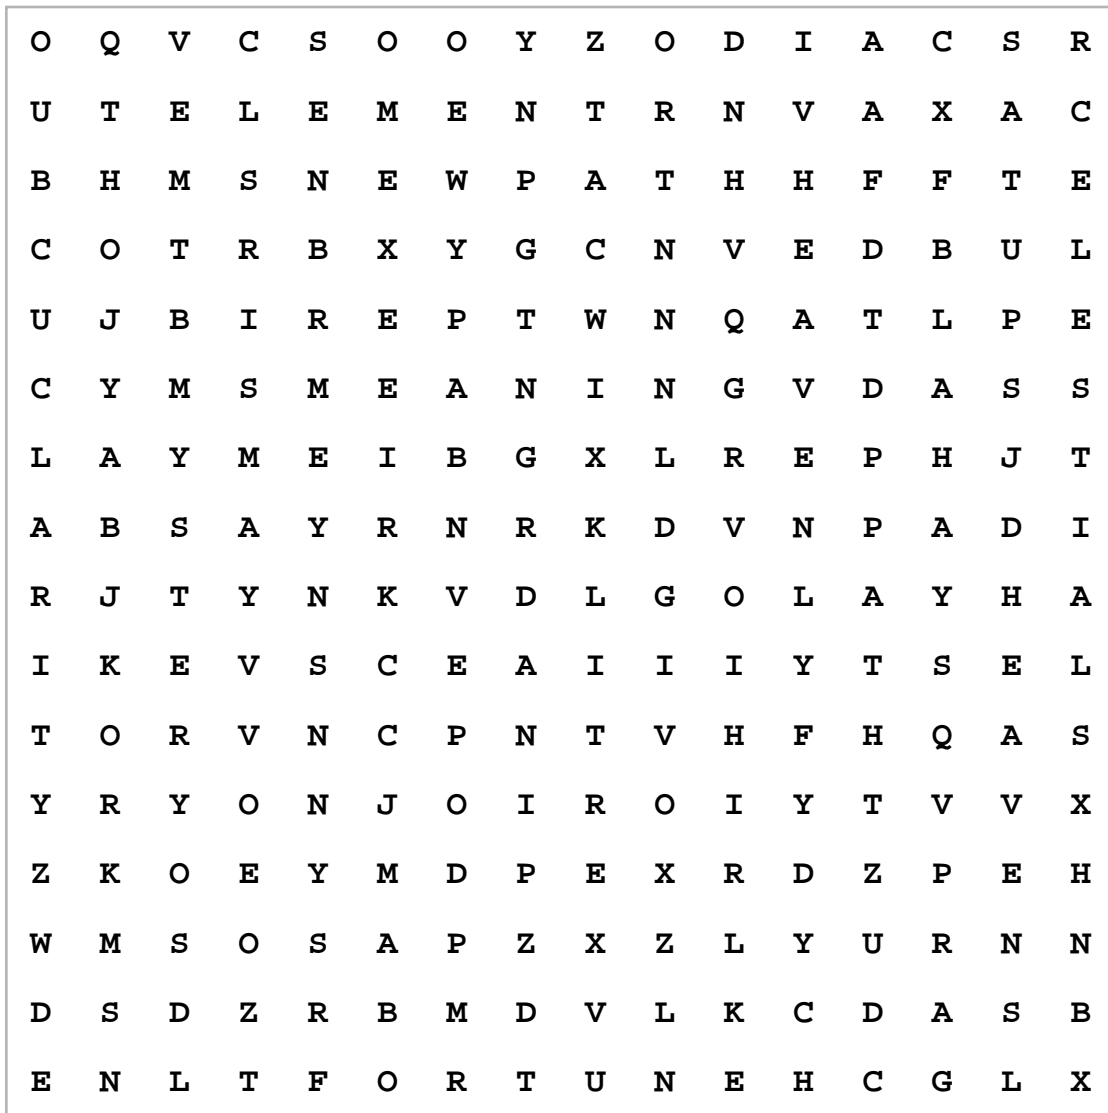 O Q V C S O O Y Z O D I A C S R
U T E L E M E N T R N V A X A C
B H M S N E W P A T H H F F T E
C O T R B X Y G C N V E D B U L
U J B I R E P T W N Q A T L P E
C Y M S M E A N I N G V D A S S
L A Y M E I B G X L R E P H J T
A B S A Y R N R K D V N P A D I
R J T Y N K V D L G O L A Y H A
I K E V S C E A I I I Y T S E L
T O R V N C P N T V H F H Q A S
Y R Y O N J O I R O I Y T V V X
Z K O E Y M D P E X R D Z P E H
W M S O S A P Z X Z L Y U R N N
D S D Z R B M D V L K C D A S B
E N L T F O R T U N E H C G L X